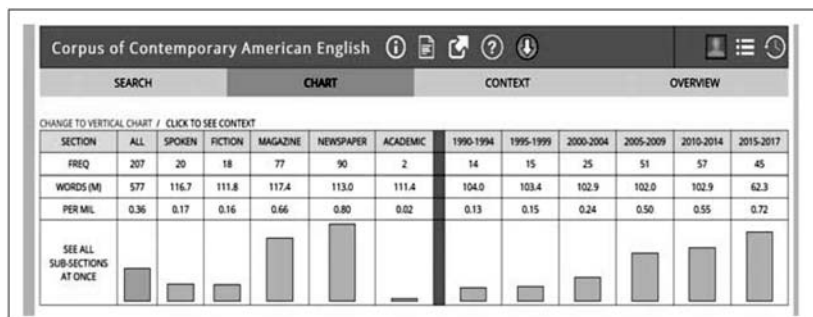 Corpus of Contemporary American English
SEARCH CHART CONTEXT OVERVIEW
CHANGE TO VERTICAL CHART / CLICK TO SEE CONTEXT
SECTION ALL SPOKEN FICTION MAGAZINE NEWSPAPER ACADEMIC 1990-1994 1995-1999 2000-2004 2005-2009 2010-2014 2015-2017
FREQ 207 20 18 77 90 2 14 15 25 51 57 45
WORDS (M) 577 116.7 111.8 117.4 113.0 111.4 104.0 103.4 102.9 102.0 102.9 62.3
PER MIL 0.36 0.17 0.16 0.66 0.80 0.02 0.13 0.15 0.24 0.50 0.55 0.72
SEE ALL
SUB-SECTIONS
AT ONCE